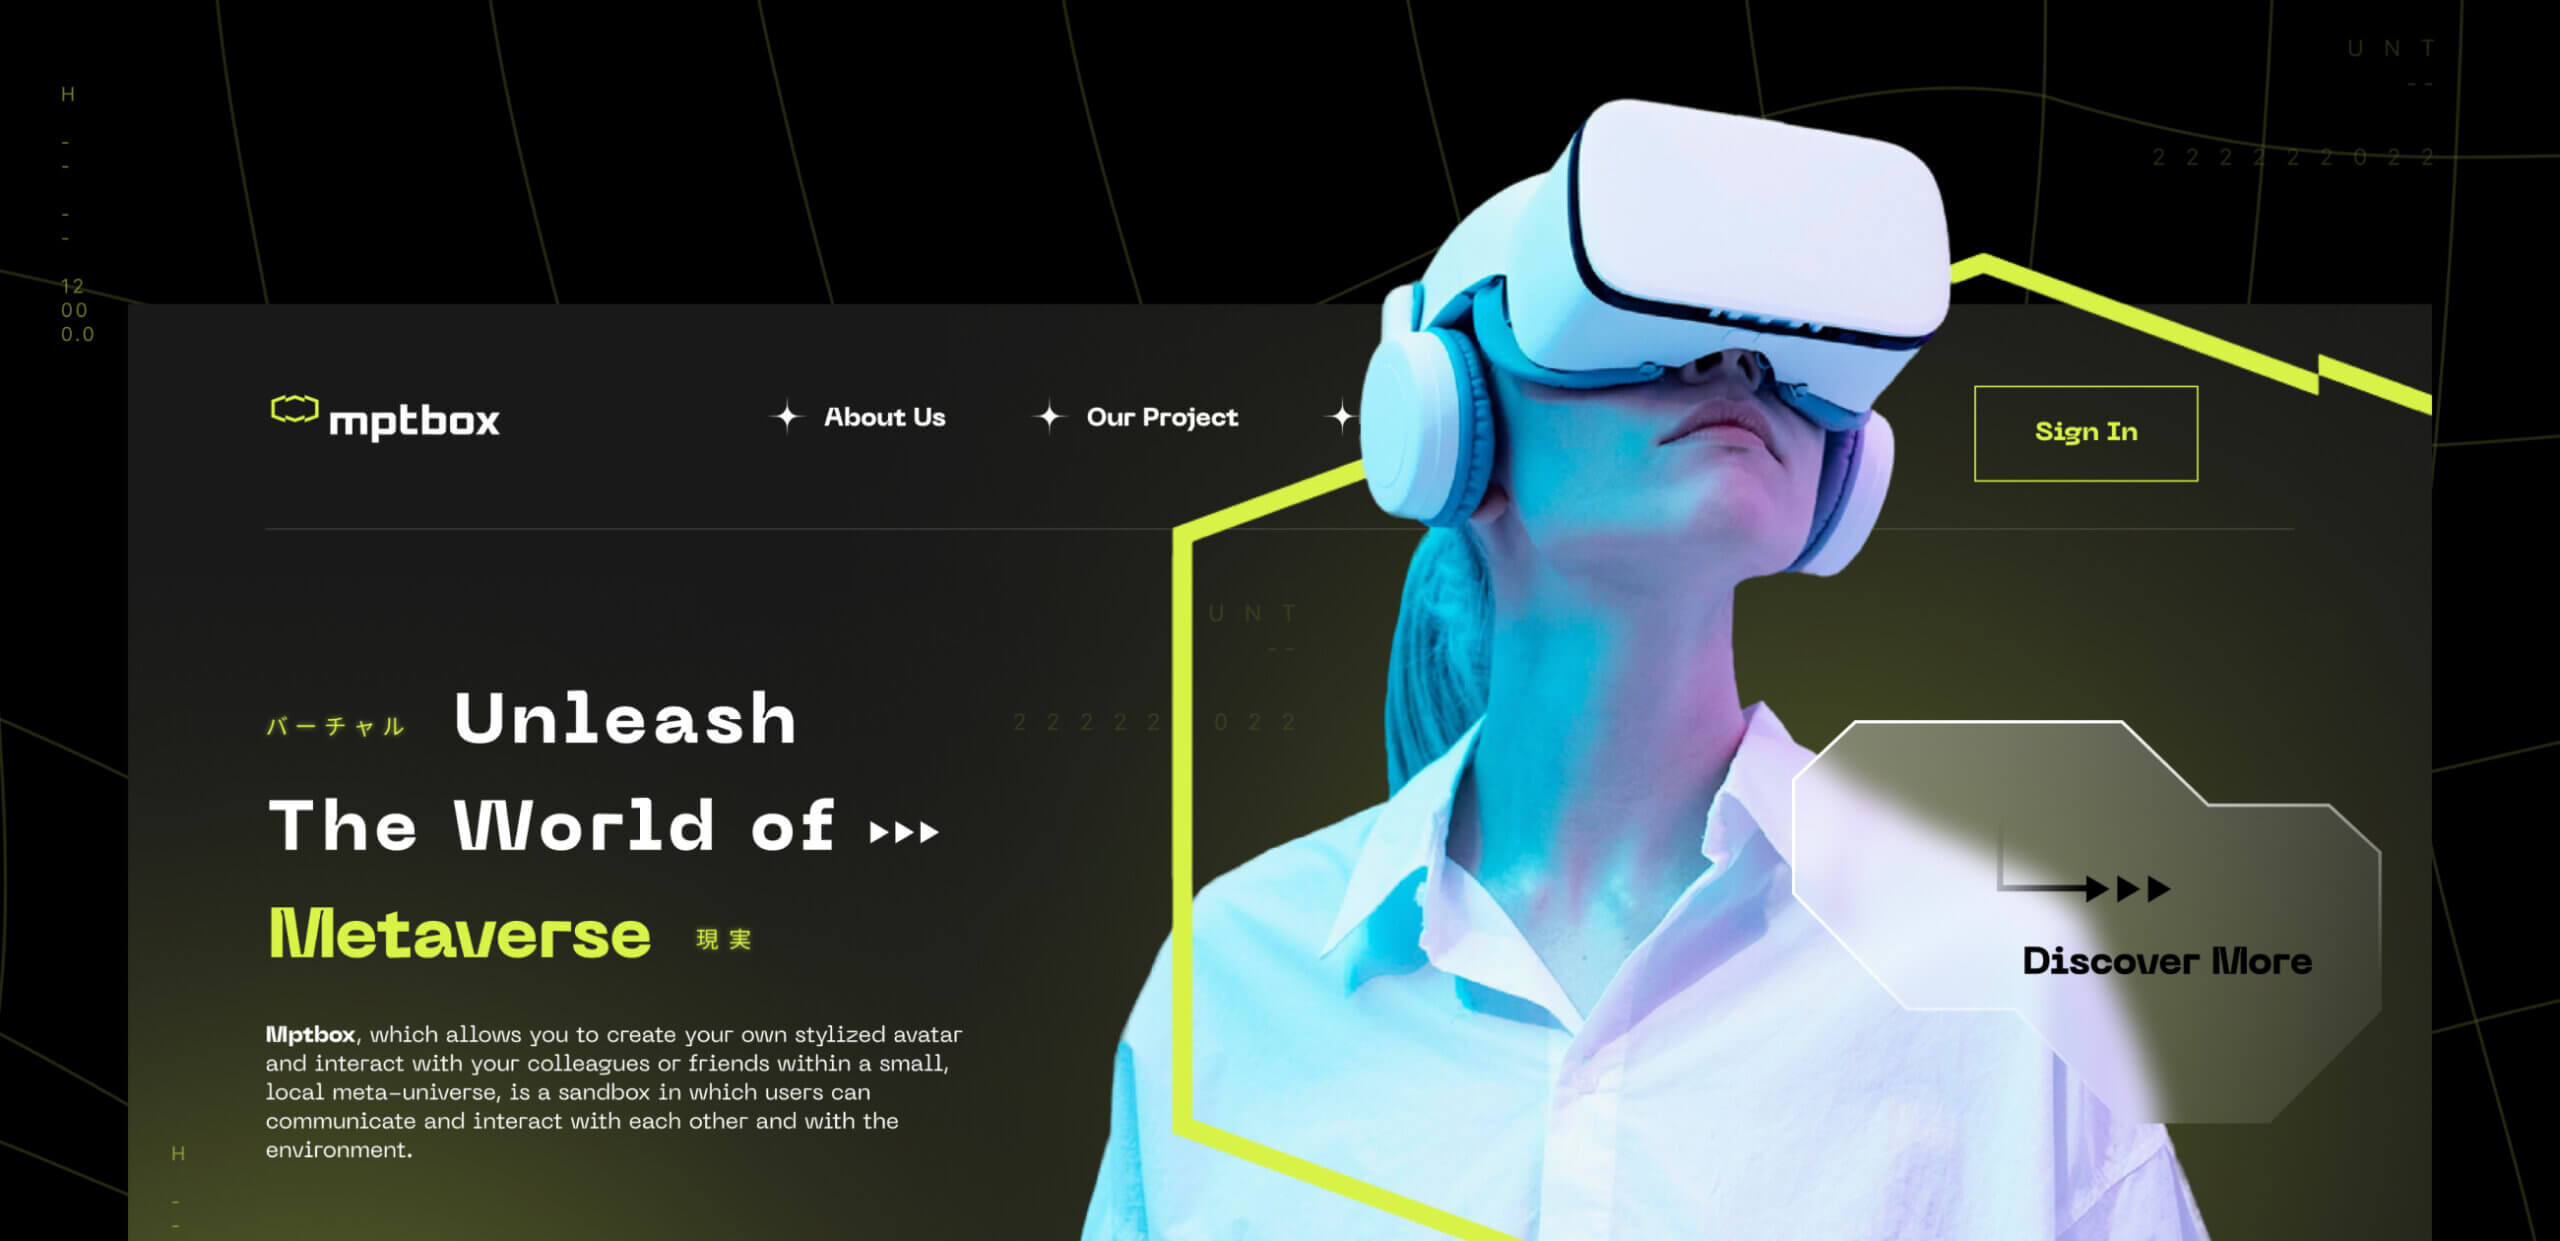 U N T
--
H
-
-
2 2 2 2 2 2 0 2 2
-
-
12
00
0.0
mptbox
About Us
Our Project
Sign In
U N T
--
バーチャル Unleash
2 2 2 2 2 0 2 2
The World of
Metaverse 現実
Discover More
Mptbox, which allows you to create your own stylized avatar
and interact with your colleagues or friends within a small,
local meta-universe, is a sandbox in which users can
communicate and interact with each other and with the
environment.
H
-
-